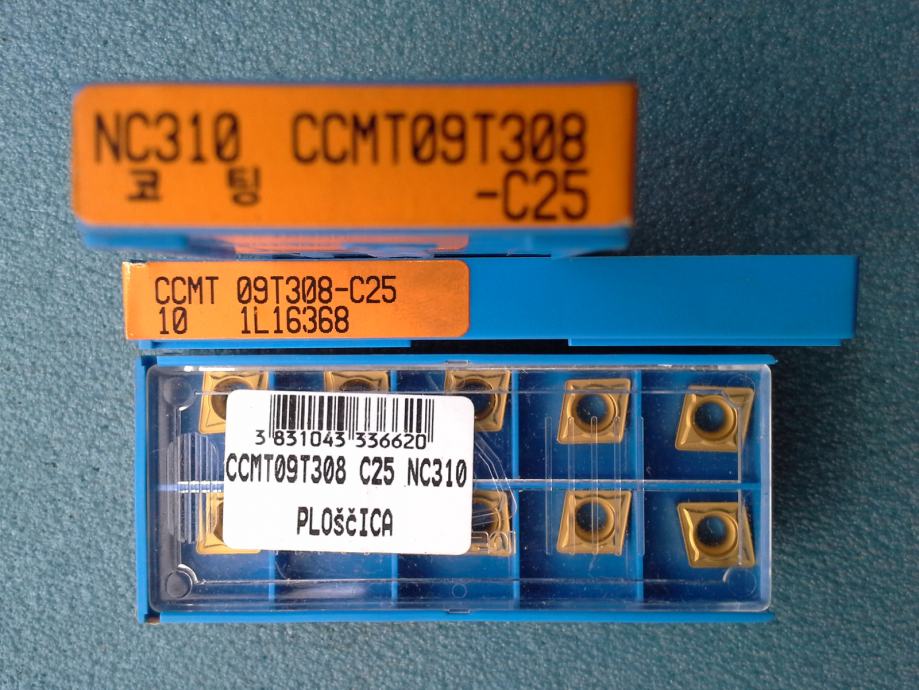 NC310 CCMT09T308
코 팅 -C25
CCMT 09T308-C25
10 1L16368
3 831043 336620
CCMT09T308 C25 NC310
PLOščICA